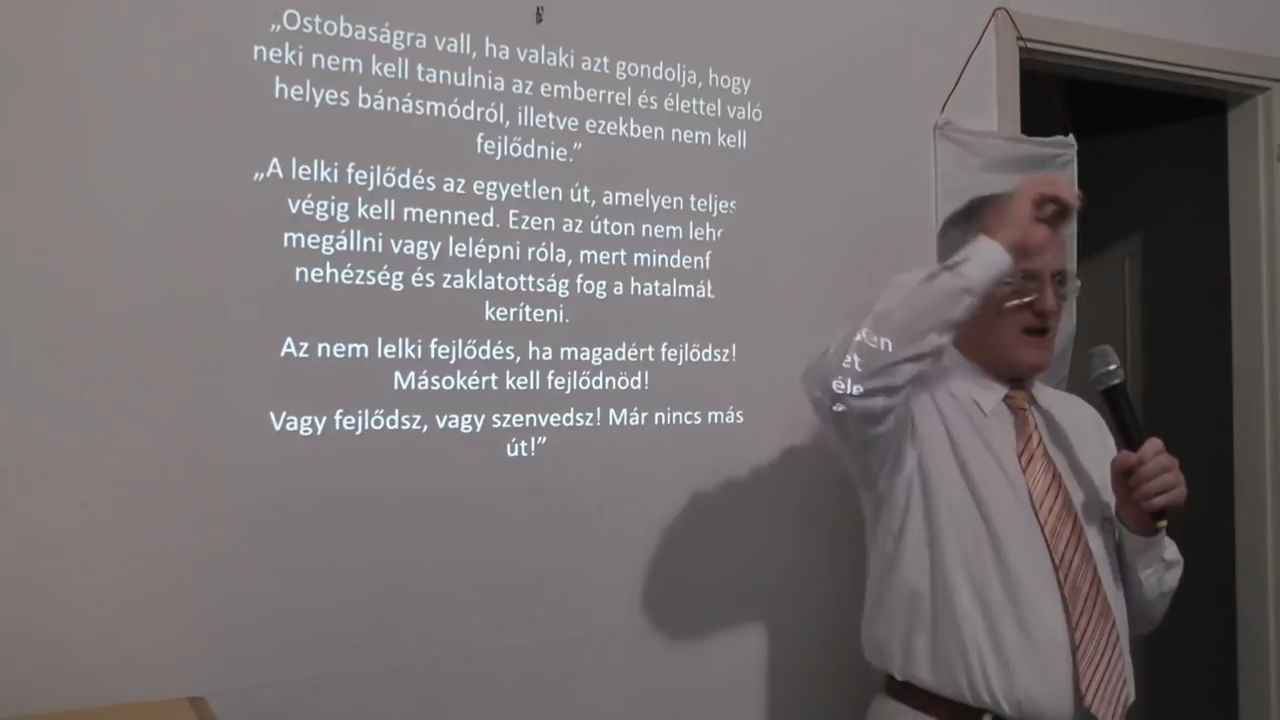 „Ostobaságra vall, ha valaki azt gondolja, hogy
neki nem kell tanulnia az emberrel és élettel való
helyes bánásmódról, illetve ezekben nem kell
fejlődnie.”
„A lelki fejlődés az egyetlen út, amelyen
végig kell menned. Ezen az úton nem
megállni vagy lelépni róla, mert
nehézség és zaklatottság fog a
keríteni.
Az nem lelki fejlődés, ha magadért fejlődsz!
Másokért kell fejlődnöd!
Vagy fejlődsz, vagy szenvedsz! Már nincs más
út!”